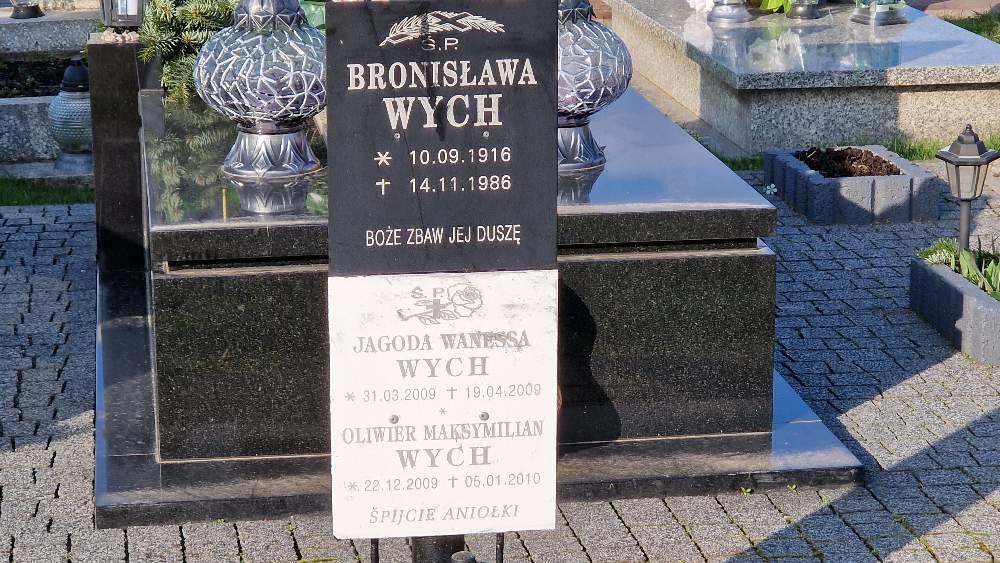 Ś.P.
BRONISŁAWA
WYCH
* 10.09.1916
† 14.11.1986
BOŻE ZBAW JEJ DUSZĘ
Ś.P.
JAGODA WANESSA
WYCH
* 31.03.2009 † 19.04.2009
*
OLIWIER MAKSYMILIAN
WYCH
* 22.12.2009 † 05.01.2010
ŚPIJCIE ANIOŁKI